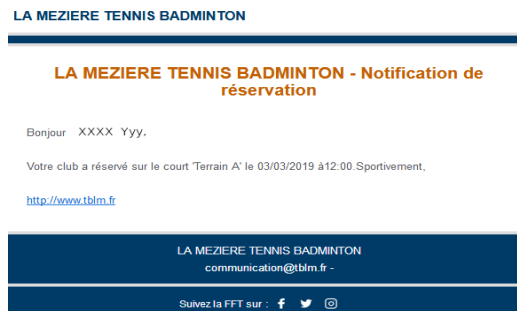 LA MEZIERE TENNIS BADMINTON
LA MEZIERE TENNIS BADMINTON - Notification de
réservation
Bonjour XXXX Yyy.
Votre club a réservé sur le court 'Terrain A' le 03/03/2019 à12:00.Sportivement,
http://www.tblm.fr
LA MEZIERE TENNIS BADMINTON
communication@tblm.fr -
Suivez la FFT sur :